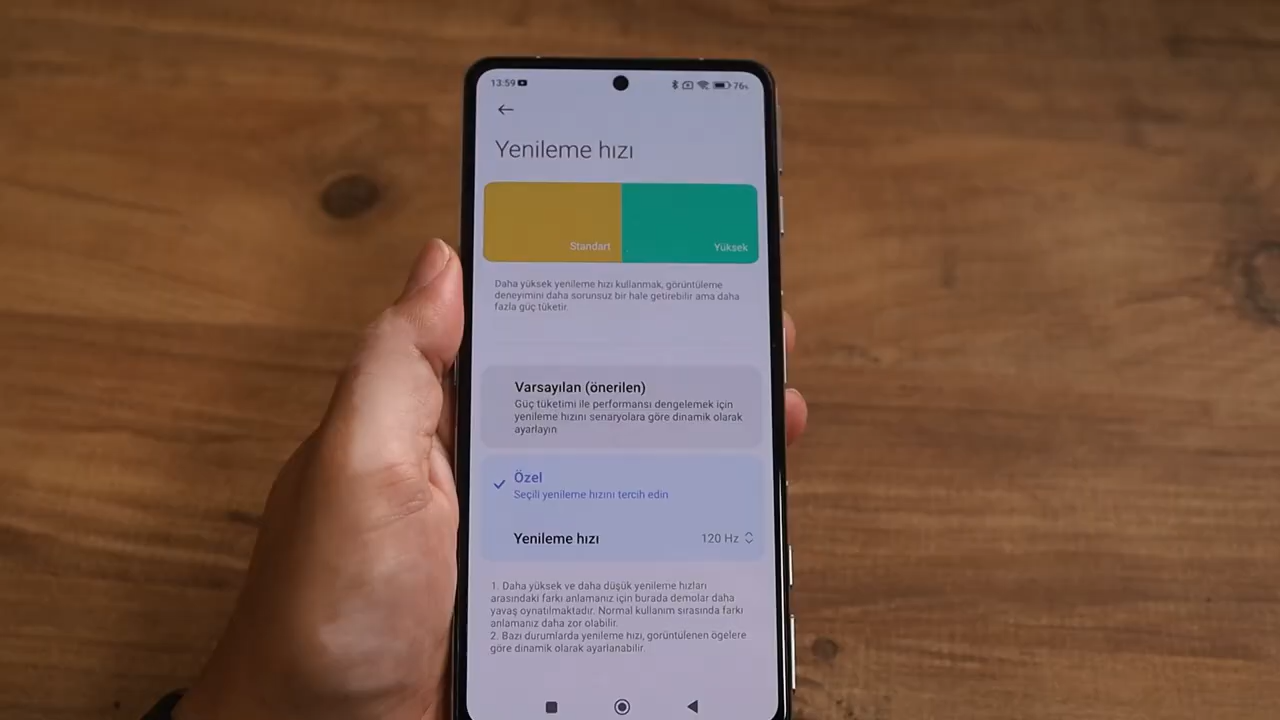 13:59
76%
Yenileme hızı
Standart
Yüksek
Daha yüksek yenileme hızı kullanmak, görüntüleme
deneyimini daha sorunsuz bir hale getirebilir ama daha
fazla güç tüketir.
Varsayılan (önerilen)
Güç tüketimi ile performansı dengelemek için
yenileme hızını senaryolara göre dinamik olarak
ayarlayın
Özel
Seçili yenileme hızını tercih edin
Yenileme hızı
120 Hz
1. Daha yüksek ve daha düşük yenileme hızları
arasındaki farkı anlamanız için burada demolar daha
yavaş oynatılmaktadır. Normal kullanım sırasında farkı
anlamanız daha zor olabilir.
2. Bazı durumlarda yenileme hızı, görüntülenen ögelere
göre dinamik olarak ayarlanabilir.